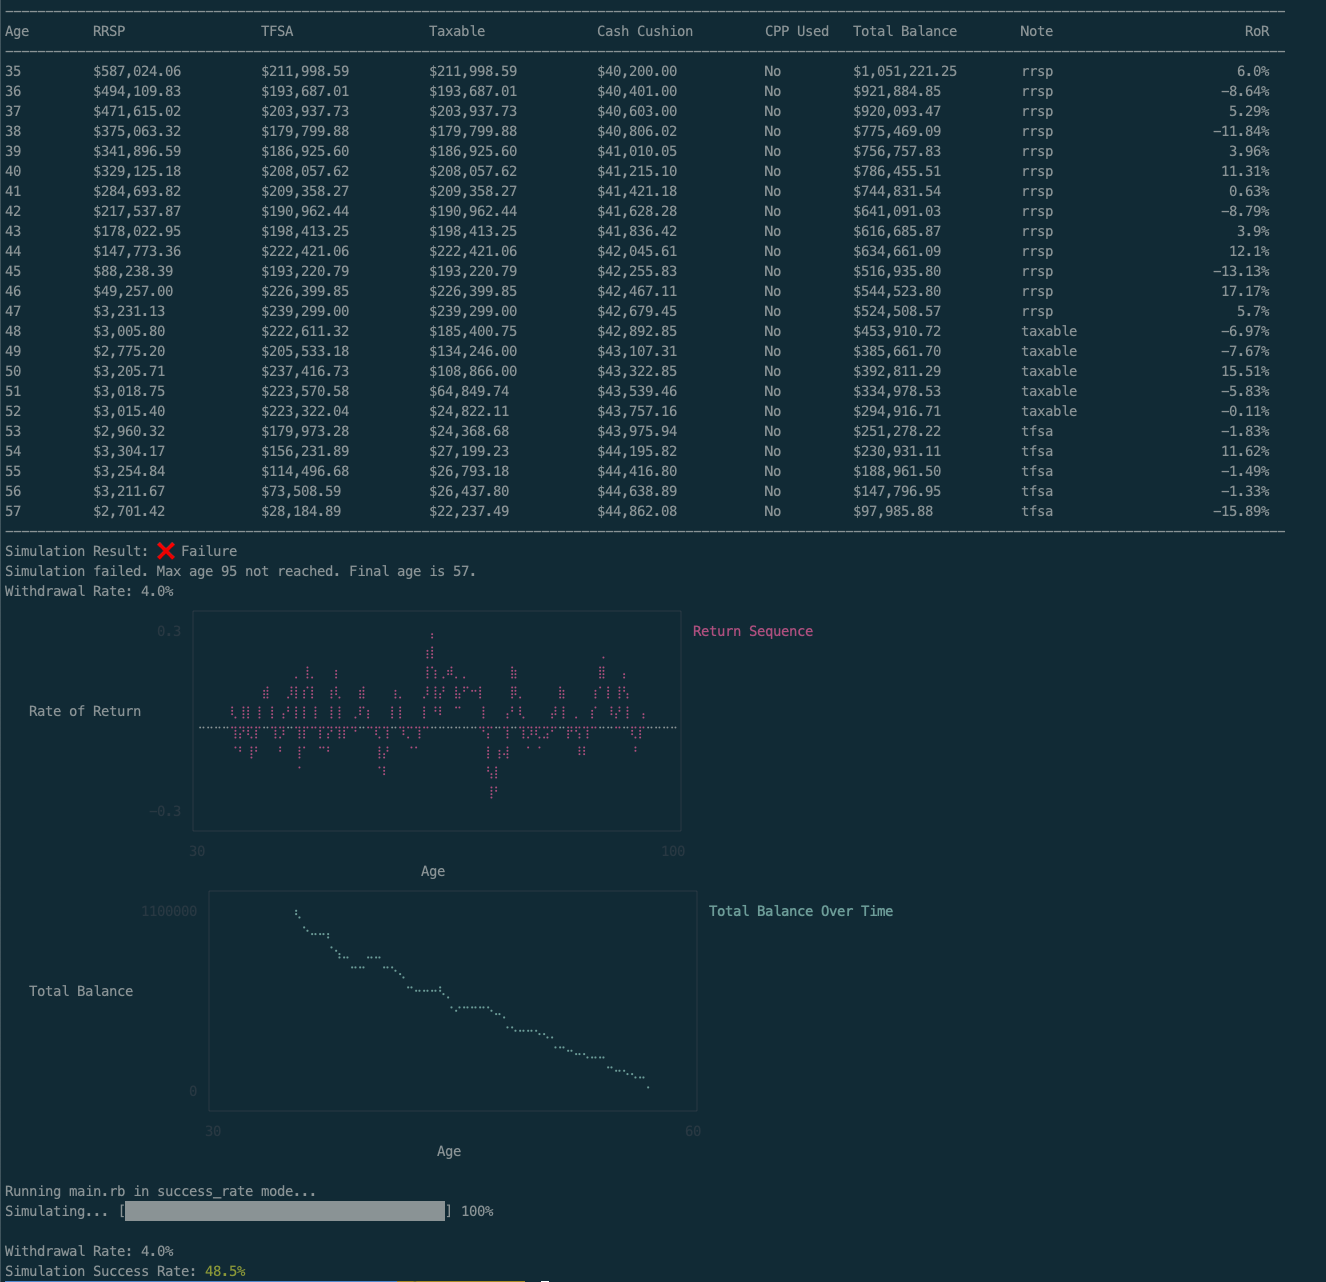 Age RRSP TFSA Taxable Cash Cushion CPP Used Total Balance Note RoR
35 $587,024.06 $211,998.59 $211,998.59 $40,200.00 No $1,051,221.25 rrsp 6.0%
36 $494,109.83 $193,687.01 $193,687.01 $40,401.00 No $921,884.85 rrsp −8.64%
37 $471,615.02 $203,937.73 $203,937.73 $40,603.00 No $920,093.47 rrsp 5.29%
38 $375,063.32 $179,799.88 $179,799.88 $40,806.02 No $775,469.09 rrsp −11.84%
39 $341,896.59 $186,925.60 $186,925.60 $41,010.05 No $756,757.83 rrsp 3.96%
40 $329,125.18 $208,057.62 $208,057.62 $41,215.10 No $786,455.51 rrsp 11.31%
41 $284,693.82 $209,358.27 $209,358.27 $41,421.18 No $744,831.54 rrsp 0.63%
42 $217,537.87 $190,962.44 $190,962.44 $41,628.28 No $641,091.03 rrsp −8.79%
43 $178,022.95 $198,413.25 $198,413.25 $41,836.42 No $616,685.87 rrsp 3.9%
44 $147,773.36 $222,421.06 $222,421.06 $42,045.61 No $634,661.09 rrsp 12.1%
45 $88,238.39 $193,220.79 $193,220.79 $42,255.83 No $516,935.80 rrsp −13.13%
46 $49,257.00 $226,399.85 $226,399.85 $42,467.11 No $544,523.80 rrsp 17.17%
47 $3,231.13 $239,299.00 $239,299.00 $42,679.45 No $524,508.57 rrsp 5.7%
48 $3,005.80 $222,611.32 $185,400.75 $42,892.85 No $453,910.72 taxable −6.97%
49 $2,775.20 $205,533.18 $134,246.00 $43,107.31 No $385,661.70 taxable −7.67%
50 $3,205.71 $237,416.73 $108,866.00 $43,322.85 No $392,811.29 taxable 15.51%
51 $3,018.75 $223,570.58 $64,849.74 $43,539.46 No $334,978.53 taxable −5.83%
52 $3,015.40 $223,322.04 $24,822.11 $43,757.16 No $294,916.71 taxable −0.11%
53 $2,960.32 $179,973.28 $24,368.68 $43,975.94 No $251,278.22 tfsa −1.83%
54 $3,304.17 $156,231.89 $27,199.23 $44,195.82 No $230,931.11 tfsa 11.62%
55 $3,254.84 $114,496.68 $26,793.18 $44,416.80 No $188,961.50 tfsa −1.49%
56 $3,211.67 $73,508.59 $26,437.80 $44,638.89 No $147,796.95 tfsa −1.33%
57 $2,701.42 $28,184.89 $22,237.49 $44,862.08 No $97,985.88 tfsa −15.89%
Simulation Result: ❌ Failure
Simulation failed. Max age 95 not reached. Final age is 57.
Withdrawal Rate: 4.0%
0.3 Return Sequence
Rate of Return
−0.3
30 100
Age
1100000 Total Balance Over Time
Total Balance
0
30 60
Age
Running main.rb in success_rate mode...
Simulating... [ ] 100%
Withdrawal Rate: 4.0%
Simulation Success Rate: 48.5%